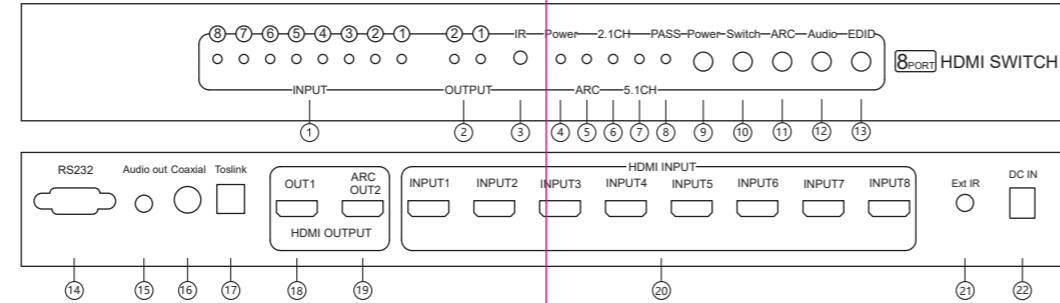 IR Power 2.1CH PASS Power Switch ARC Audio EDID
⑧ ⑦ ⑥ ⑤ ④ ③ ② ① ② ①
8PORT HDMI SWITCH
INPUT OUTPUT ARC 5.1CH
① ② ③ ④ ⑤ ⑥ ⑦ ⑧ ⑨ ⑩ ⑪ ⑫ ⑬
HDMI INPUT
RS232 Audio out Coaxial Toslink
ARC
OUT1 OUT2
INPUT1 INPUT2 INPUT3 INPUT4 INPUT5 INPUT6 INPUT7 INPUT8
Ext IR DC IN
HDMI OUTPUT
⑭ ⑮ ⑯ ⑰ ⑱ ⑲ ⑳ ㉑ ㉒